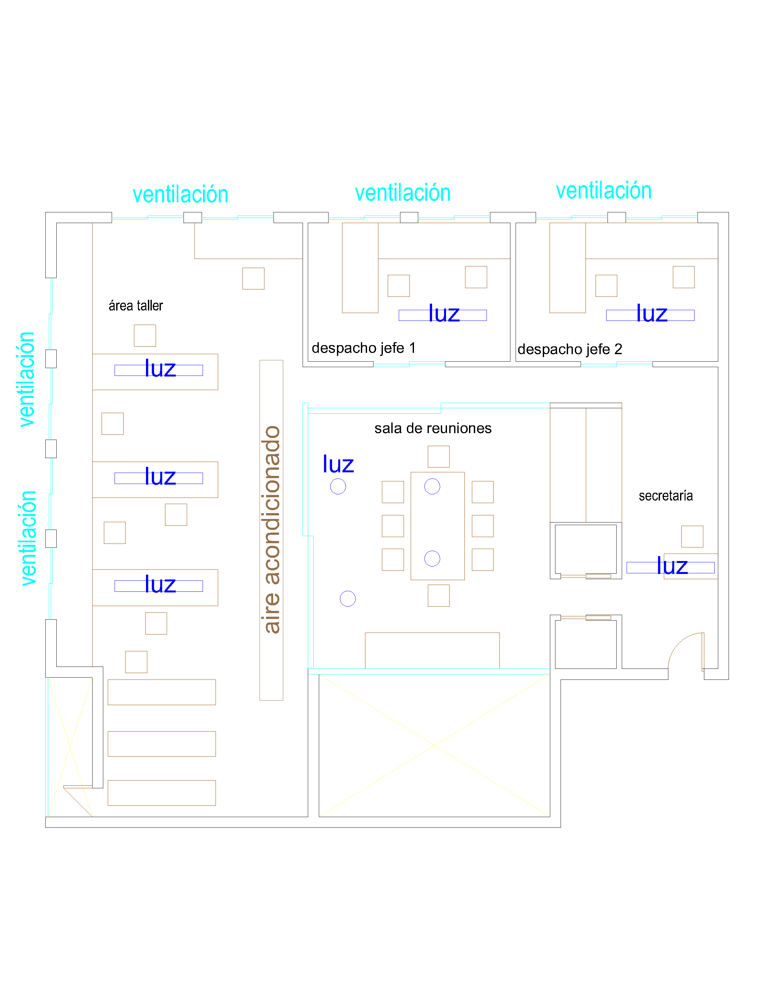 ventilación
ventilación
ventilación
área taller
luz
luz
despacho jefe 1
despacho jefe 2
ventilación
luz
aire acondicionado
sala de reuniones
luz
luz
secretaría
ventilación
luz
luz